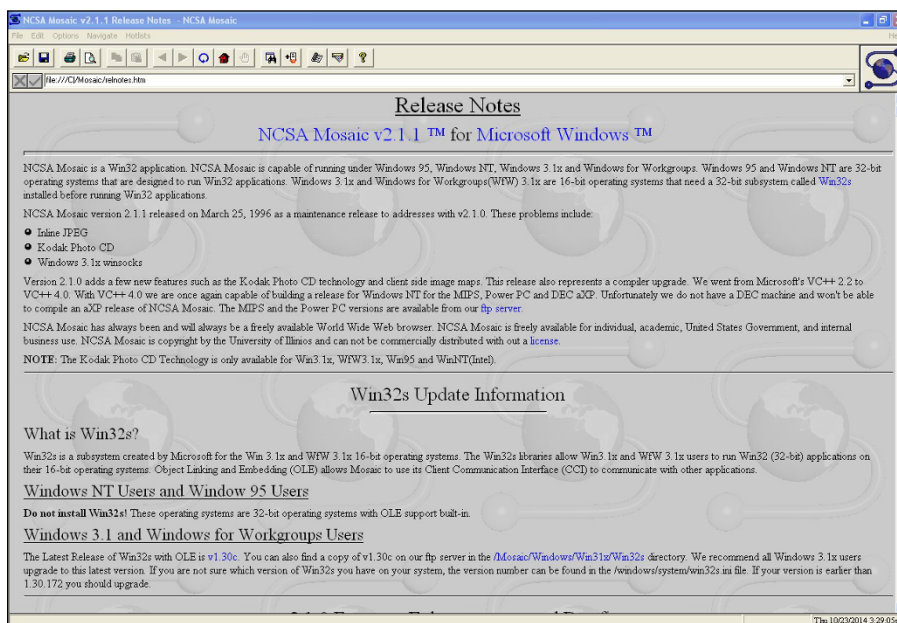 NCSA Mosaic v2.1.1 Release Notes - NCSA Mosaic
File Edit Options Navigate Hotlists
file:///C|/Mosaic/relnotes.htm
Release Notes
NCSA Mosaic v2.1.1 ™ for Microsoft Windows ™
NCSA Mosaic is a Win32 application. NCSA Mosaic is capable of running under Windows 95, Windows NT, Windows 3.1x and Windows for Workgroups. Windows 95 and Windows NT are 32-bit
operating systems that are designed to run Win32 applications. Windows 3.1x and Windows for Workgroups(WfW) 3.1x are 16-bit operating systems that need a 32-bit subsystem called Win32s
installed before running Win32 applications.
NCSA Mosaic version 2.1.1 released on March 25, 1996 as a maintenance release to addresses with v2.1.0. These problems include:
Inline JPEG
Kodak Photo CD
Windows 3.1x winsocks
Version 2.1.0 adds a few new features such as the Kodak Photo CD technology and client side image maps. This release also represents a compiler upgrade. We went from Microsoft's VC++ 2.2 to
VC++ 4.0. With VC++ 4.0 we are once again capable of building a release for Windows NT for the MIPS, Power PC and DEC aXP. Unfortunately we do not have a DEC machine and won't be able
to compile an aXP release of NCSA Mosaic. The MIPS and the Power PC versions are available from our ftp server.
NCSA Mosaic has always been and will always be a freely available World Wide Web browser. NCSA Mosaic is freely available for individual, academic, United States Government, and internal
business use. NCSA Mosaic is copyright by the University of Illinios and can not be commercially distributed with out a license.
NOTE: The Kodak Photo CD Technology is only available for Win3.1x, WfW3.1x, Win95 and WinNT(Intel).
Win32s Update Information
What is Win32s?
Win32s is a subsystem created by Microsoft for the Win 3.1x and WfW 3.1x 16-bit operating systems. The Win32s libraries allow Win3.1x and WfW 3.1x users to run Win32 (32-bit) applications on
their 16-bit operating systems. Object Linking and Embedding (OLE) allows Mosaic to use its Client Communication Interface (CCI) to communicate with other applications.
Windows NT Users and Window 95 Users
Do not install Win32s! These operating systems are 32-bit operating systems with OLE support built-in.
Windows 3.1 and Windows for Workgroups Users
The Latest Release of Win32s with OLE is v1.30c. You can also find a copy of v1.30c on our ftp server in the /Mosaic/Windows/Win31x/Win32s directory. We recommend all Windows 3.1x users
upgrade to this latest version. If you are not sure which version of Win32s you have on your system, the version number can be found in the /windows/system/win32s.ini file. If your version is earlier than
1.30.172 you should upgrade.
Thu 10/23/2014 3:29:05